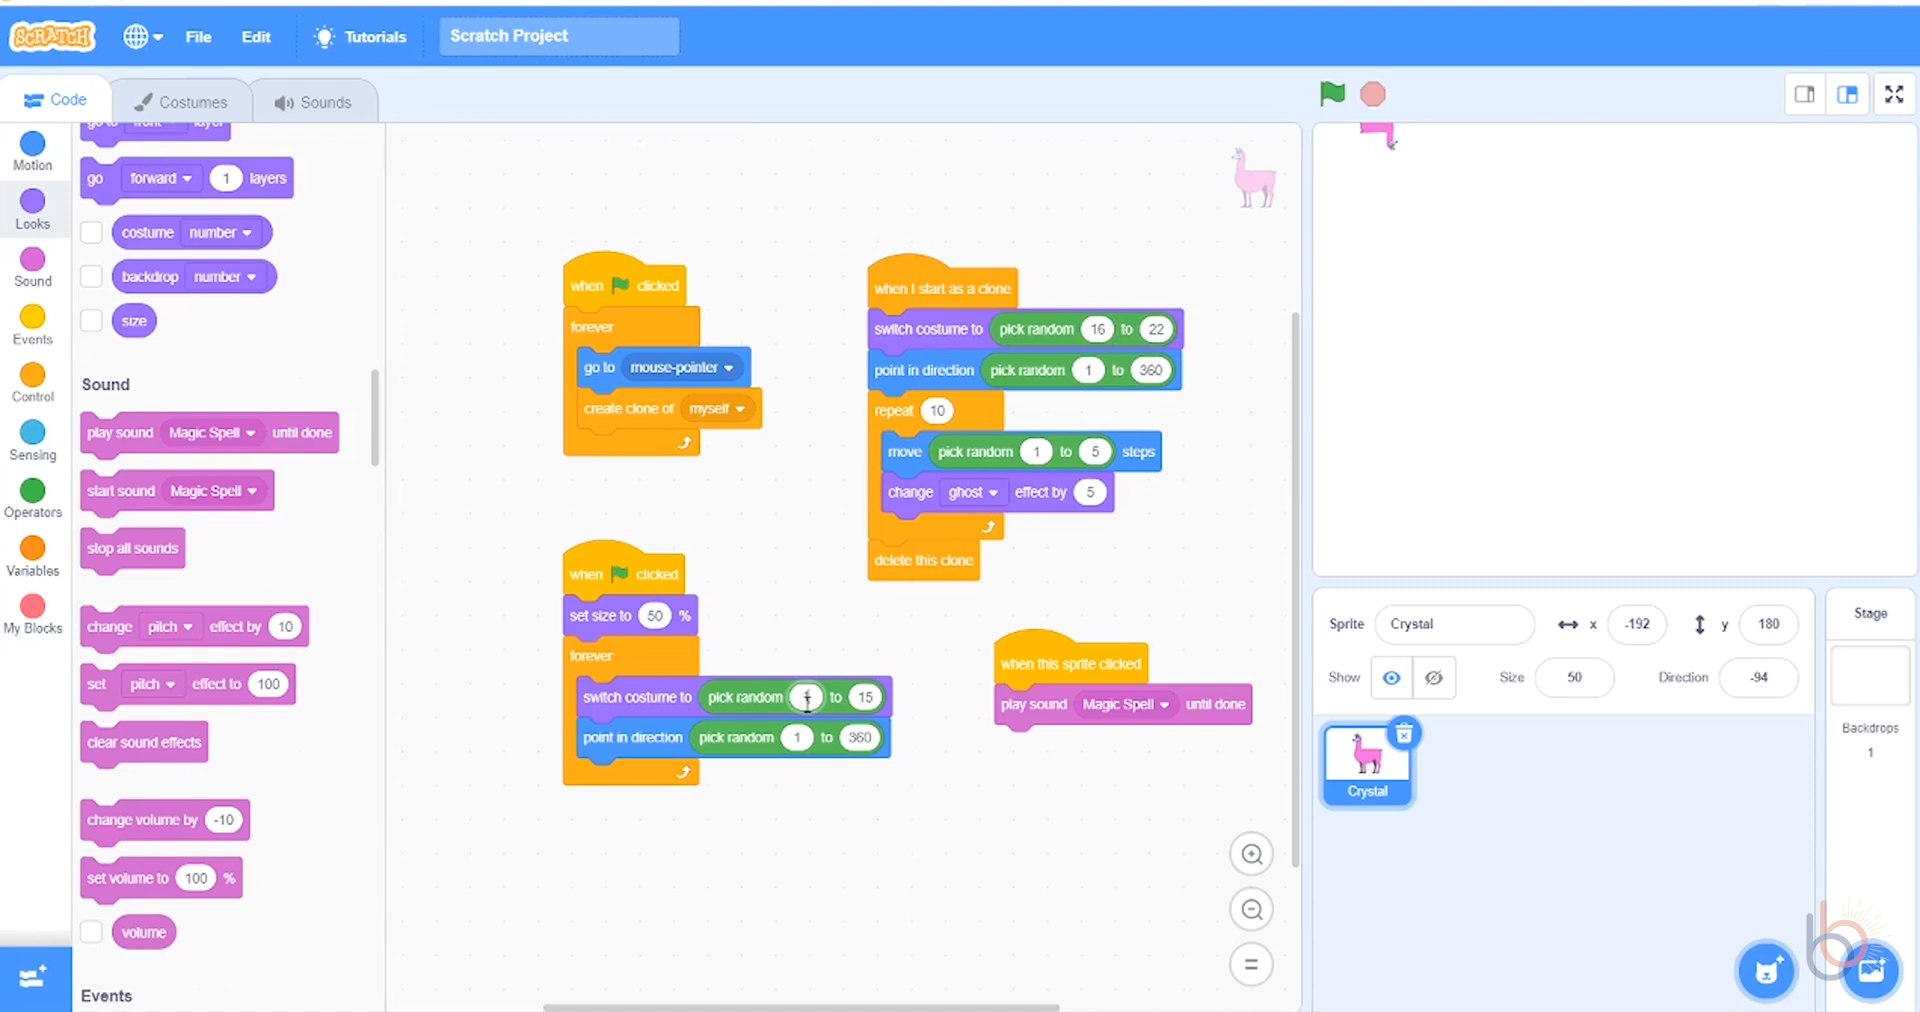 SCRATCH
File
Edit
Tutorials
Scratch Project
Code
Costumes
Sounds
Motion
Looks
Sound
Events
Control
Sensing
Operators
Variables
My Blocks
go to front layer
go forward 1 layers
costume number
backdrop number
size
Sound
play sound Magic Spell until done
start sound Magic Spell
stop all sounds
change pitch effect by 10
set pitch effect to 100
clear sound effects
change volume by -10
set volume to 100 %
volume
Events
when clicked
forever
go to mouse-pointer
create clone of myself
when clicked
set size to 50 %
forever
switch costume to pick random to 15
point in direction pick random 1 to 360
when I start as a clone
switch costume to pick random 16 to 22
point in direction pick random 1 to 360
repeat 10
move pick random 1 to 5 steps
change ghost effect by 5
delete this clone
when this sprite clicked
play sound Magic Spell until done
Sprite Crystal x -192 y 180
Show Size 50 Direction -94
Crystal
Stage
Backdrops
1
b